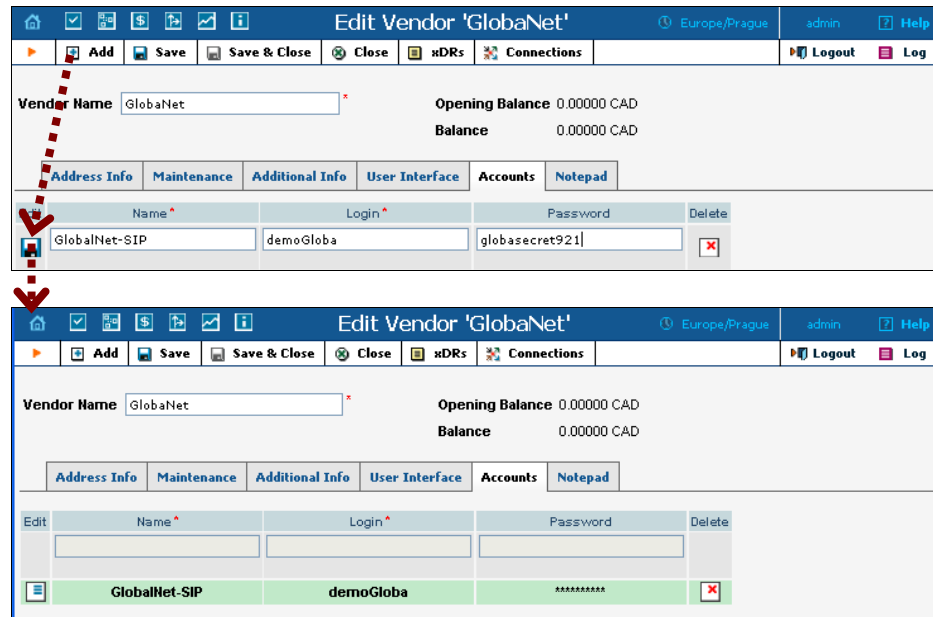 Edit Vendor 'GlobaNet' Europe/Prague admin ? Help
Add Save Save & Close Close xDRs Connections Logout Log
Vendor Name GlobaNet * Opening Balance 0.00000 CAD
Balance 0.00000 CAD
Address Info Maintenance Additional Info User Interface Accounts Notepad
Edit Name * Login * Password Delete
GlobalNet-SIP demoGloba globasecret921
Edit Vendor 'GlobaNet' Europe/Prague admin ? Help
Add Save Save & Close Close xDRs Connections Logout Log
Vendor Name GlobaNet * Opening Balance 0.00000 CAD
Balance 0.00000 CAD
Address Info Maintenance Additional Info User Interface Accounts Notepad
Edit Name * Login * Password Delete
GlobalNet-SIP demoGloba **********